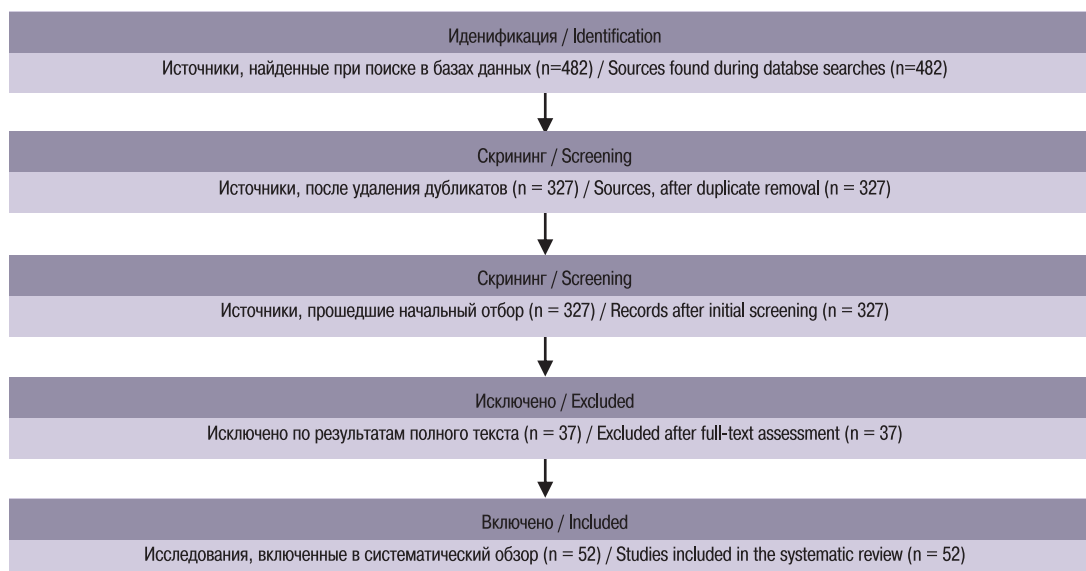 Иденификация / Identification
Источники, найденные при поиске в базах данных (n=482) / Sources found during databse searches (n=482)
Скрининг / Screening
Источники, после удаления дубликатов (n = 327) / Sources, after duplicate removal (n = 327)
Скрининг / Screening
Источники, прошедшие начальный отбор (n = 327) / Records after initial screening (n = 327)
Исключено / Excluded
Исключено по результатам полного текста (n = 37) / Excluded after full-text assessment (n = 37)
Включено / Included
Исследования, включенные в систематический обзор (n = 52) / Studies included in the systematic review (n = 52)